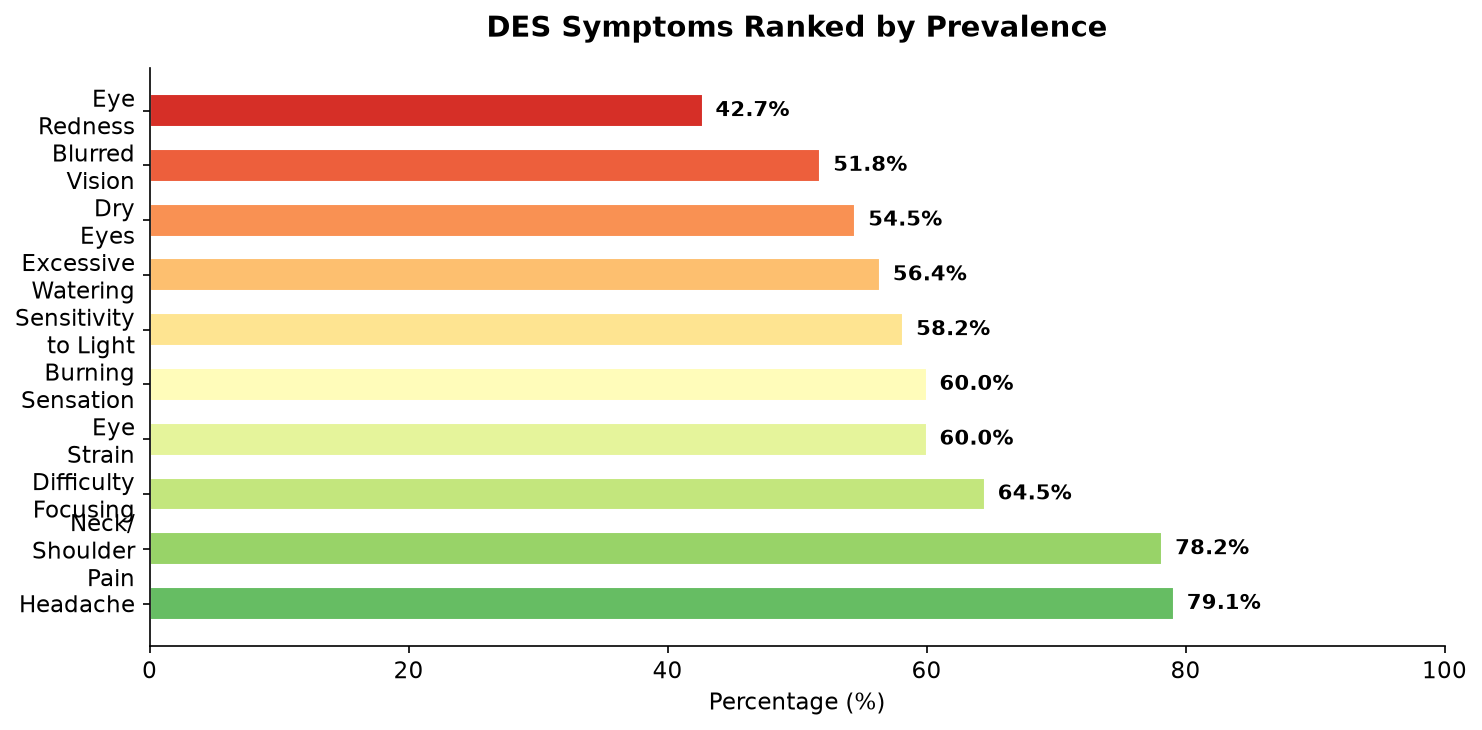 DES Symptoms Ranked by Prevalence
Eye
Redness
42.7%
Blurred
Vision
51.8%
Dry
Eyes
54.5%
Excessive
Watering
56.4%
Sensitivity
to Light
58.2%
Burning
Sensation
60.0%
Eye
Strain
60.0%
Difficulty
Focusing
64.5%
Neck/
Shoulder
Pain
78.2%
Headache
79.1%
0 20 40 60 80 100
Percentage (%)